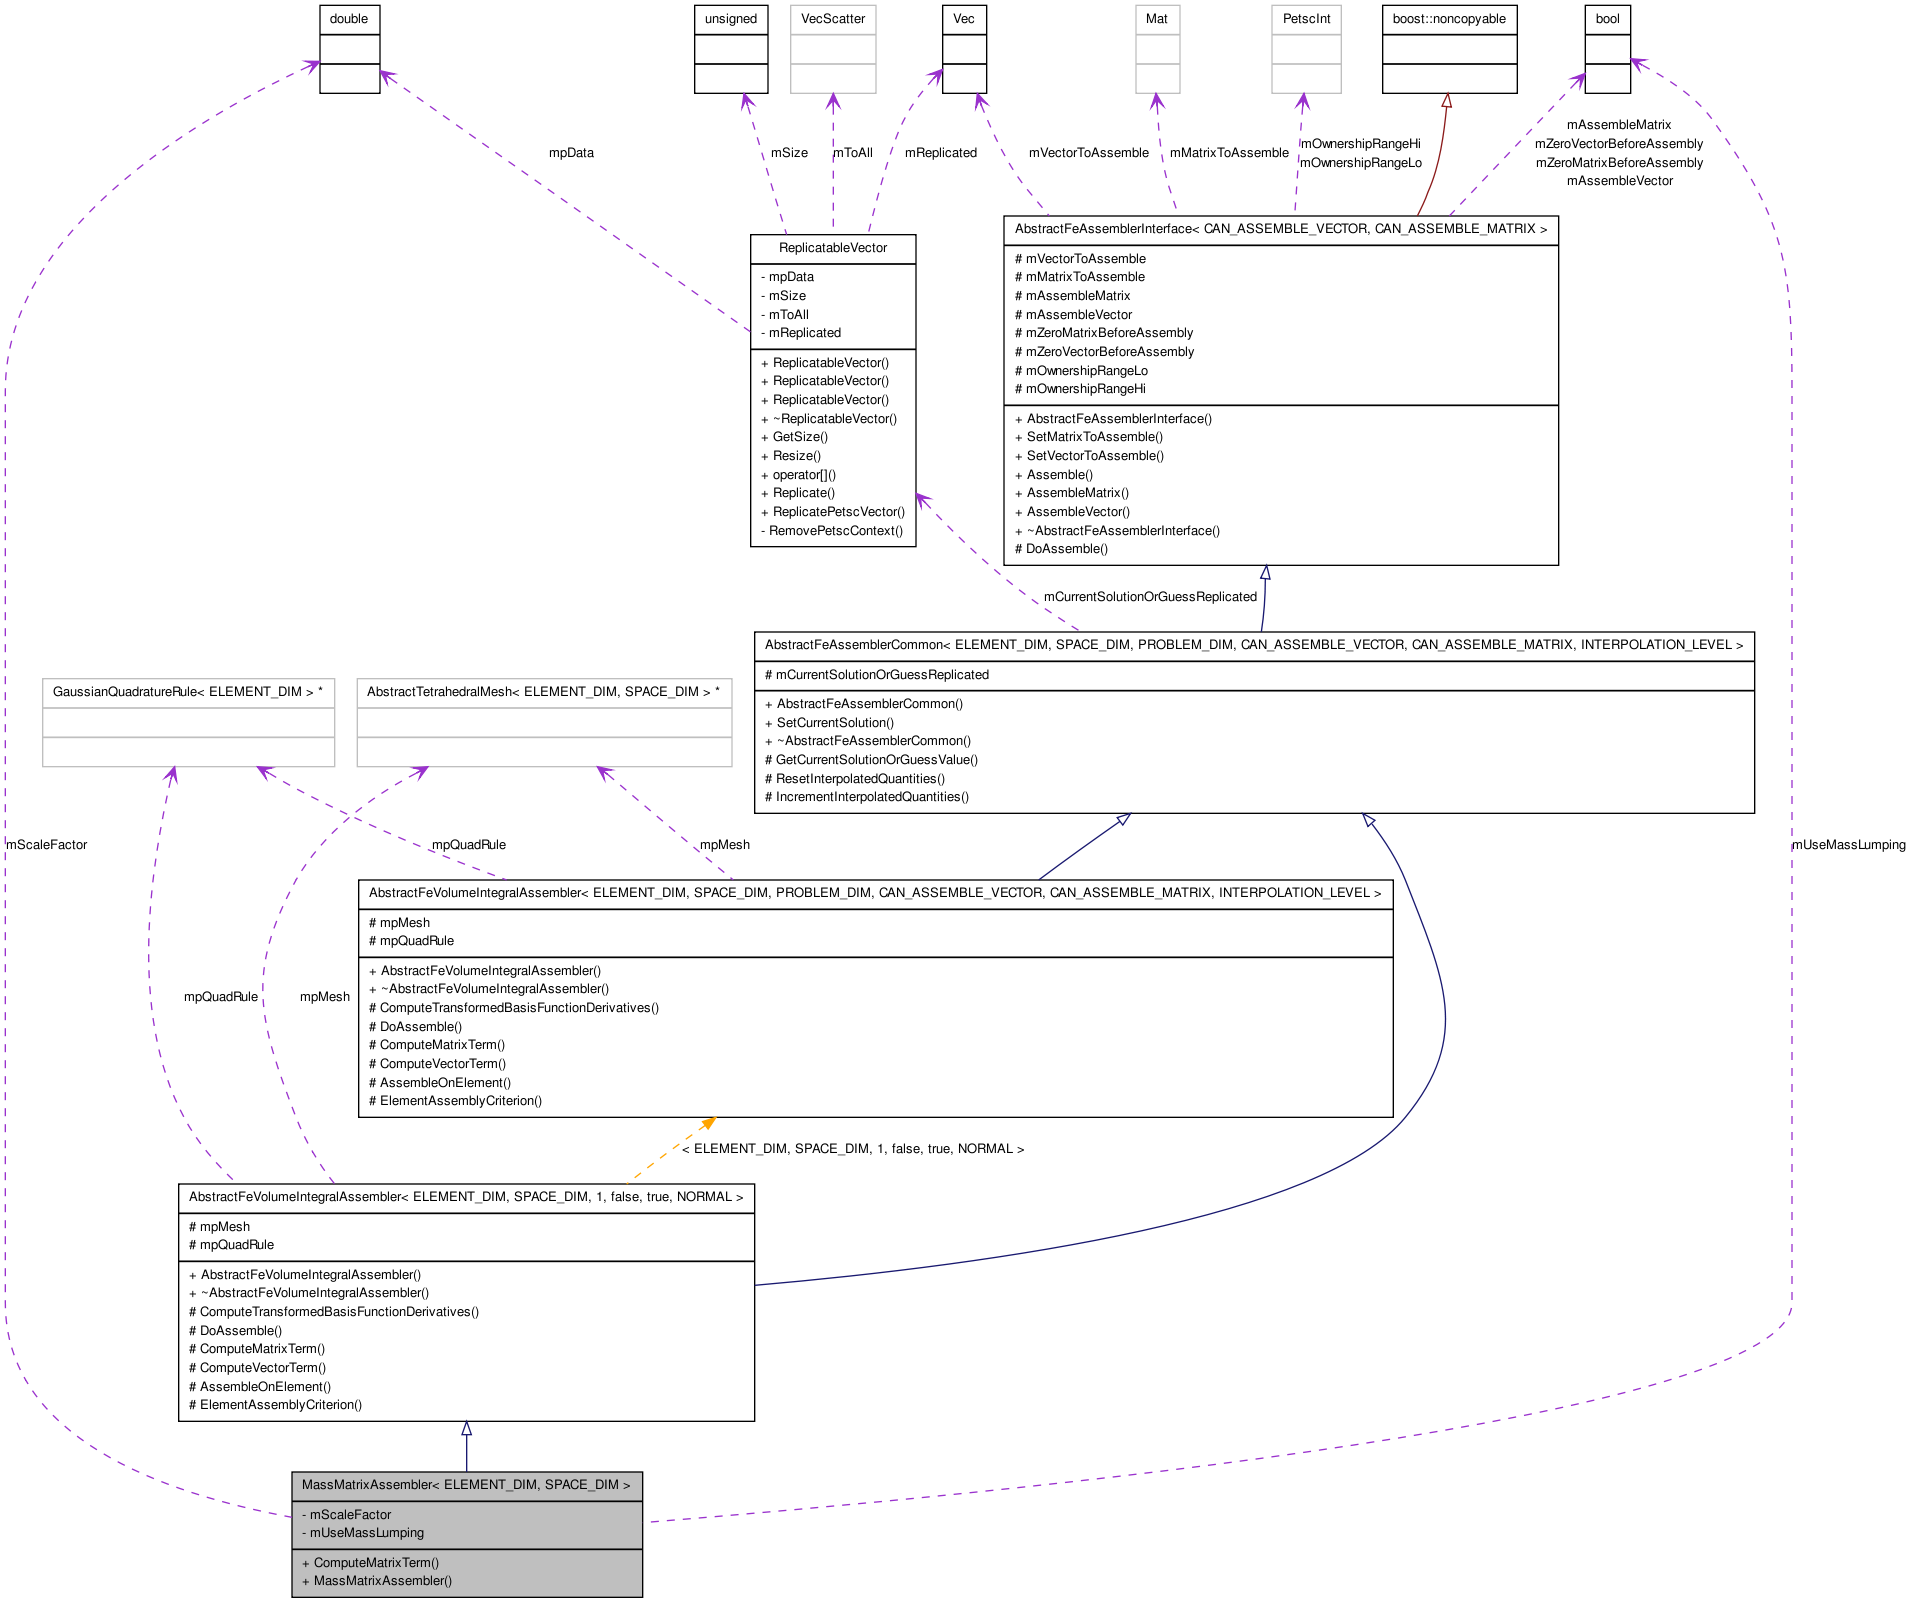 double
unsigned
VecScatter
Vec
Mat
PetscInt
boost::noncopyable
bool
mpData
mSize
mToAll
mReplicated
mVectorToAssemble
mMatrixToAssemble
mOwnershipRangeHi
mOwnershipRangeLo
mAssembleMatrix
mZeroVectorBeforeAssembly
mZeroMatrixBeforeAssembly
mAssembleVector
ReplicatableVector
- mpData
- mSize
- mToAll
- mReplicated
+ ReplicatableVector()
+ ReplicatableVector()
+ ReplicatableVector()
+ ~ReplicatableVector()
+ GetSize()
+ Resize()
+ operator[]()
+ Replicate()
+ ReplicatePetscVector()
- RemovePetscContext()
AbstractFeAssemblerInterface< CAN_ASSEMBLE_VECTOR, CAN_ASSEMBLE_MATRIX >
# mVectorToAssemble
# mMatrixToAssemble
# mAssembleMatrix
# mAssembleVector
# mZeroMatrixBeforeAssembly
# mZeroVectorBeforeAssembly
# mOwnershipRangeLo
# mOwnershipRangeHi
+ AbstractFeAssemblerInterface()
+ SetMatrixToAssemble()
+ SetVectorToAssemble()
+ Assemble()
+ AssembleMatrix()
+ AssembleVector()
+ ~AbstractFeAssemblerInterface()
# DoAssemble()
mCurrentSolutionOrGuessReplicated
AbstractFeAssemblerCommon< ELEMENT_DIM, SPACE_DIM, PROBLEM_DIM, CAN_ASSEMBLE_VECTOR, CAN_ASSEMBLE_MATRIX, INTERPOLATION_LEVEL >
# mCurrentSolutionOrGuessReplicated
+ AbstractFeAssemblerCommon()
+ SetCurrentSolution()
+ ~AbstractFeAssemblerCommon()
# GetCurrentSolutionOrGuessValue()
# ResetInterpolatedQuantities()
# IncrementInterpolatedQuantities()
GaussianQuadratureRule< ELEMENT_DIM > *
AbstractTetrahedralMesh< ELEMENT_DIM, SPACE_DIM > *
mScaleFactor
mpQuadRule
mpMesh
mUseMassLumping
AbstractFeVolumeIntegralAssembler< ELEMENT_DIM, SPACE_DIM, PROBLEM_DIM, CAN_ASSEMBLE_VECTOR, CAN_ASSEMBLE_MATRIX, INTERPOLATION_LEVEL >
# mpMesh
# mpQuadRule
+ AbstractFeVolumeIntegralAssembler()
+ ~AbstractFeVolumeIntegralAssembler()
# ComputeTransformedBasisFunctionDerivatives()
# DoAssemble()
# ComputeMatrixTerm()
# ComputeVectorTerm()
# AssembleOnElement()
# ElementAssemblyCriterion()
mpQuadRule
mpMesh
< ELEMENT_DIM, SPACE_DIM, 1, false, true, NORMAL >
AbstractFeVolumeIntegralAssembler< ELEMENT_DIM, SPACE_DIM, 1, false, true, NORMAL >
# mpMesh
# mpQuadRule
+ AbstractFeVolumeIntegralAssembler()
+ ~AbstractFeVolumeIntegralAssembler()
# ComputeTransformedBasisFunctionDerivatives()
# DoAssemble()
# ComputeMatrixTerm()
# ComputeVectorTerm()
# AssembleOnElement()
# ElementAssemblyCriterion()
MassMatrixAssembler< ELEMENT_DIM, SPACE_DIM >
- mScaleFactor
- mUseMassLumping
+ ComputeMatrixTerm()
+ MassMatrixAssembler()